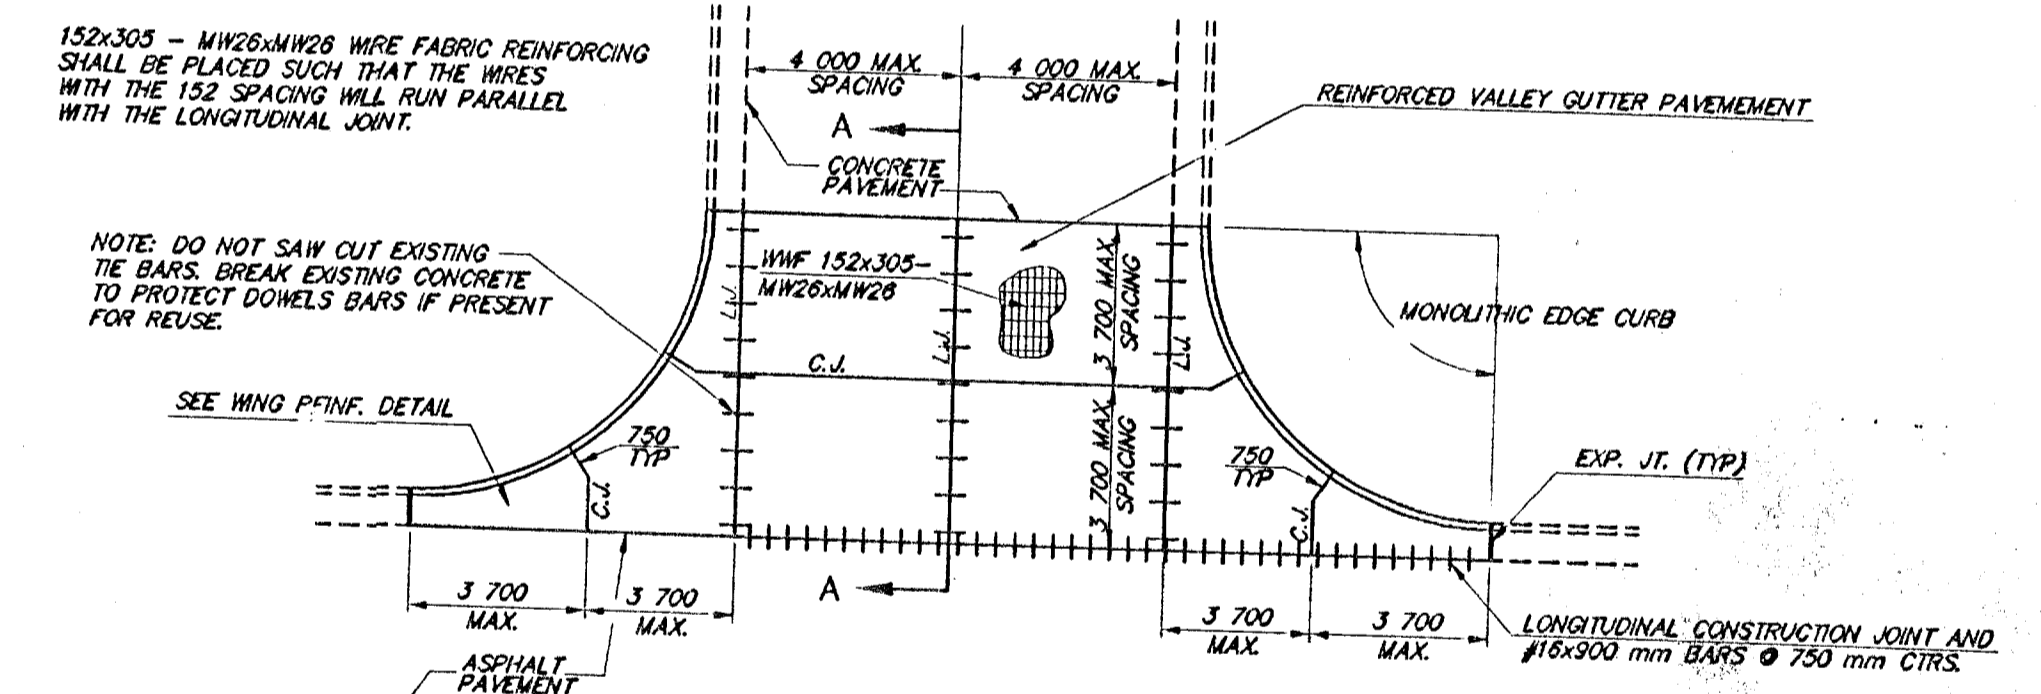 152x305 – MW26xMW26 WIRE FABRIC REINFORCING
SHALL BE PLACED SUCH THAT THE WIRES
WITH THE 152 SPACING WILL RUN PARALLEL
WITH THE LONGITUDINAL JOINT.
4 000 MAX.
SPACING
4 000 MAX.
SPACING
REINFORCED VALLEY GUTTER PAVEMEMENT
A
CONCRETE
PAVEMENT
NOTE: DO NOT SAW CUT EXISTING
TIE BARS. BREAK EXISTING CONCRETE
TO PROTECT DOWELS BARS IF PRESENT
FOR REUSE.
WWF 152x305–
MW26xMW26
3 700 MAX.
SPACING
MONOLITHIC EDGE CURB
L.J.
L.J.
L.J.
C.J.
SEE WING REINF. DETAIL
750
TYP
3 700 MAX.
SPACING
750
TYP
EXP. JT. (TYP)
C.J.
C.J.
A
3 700
MAX.
3 700
MAX.
3 700
MAX.
3 700
MAX.
LONGITUDINAL CONSTRUCTION JOINT AND
#16x900 mm BARS @ 750 mm CTRS.
ASPHALT
PAVEMENT